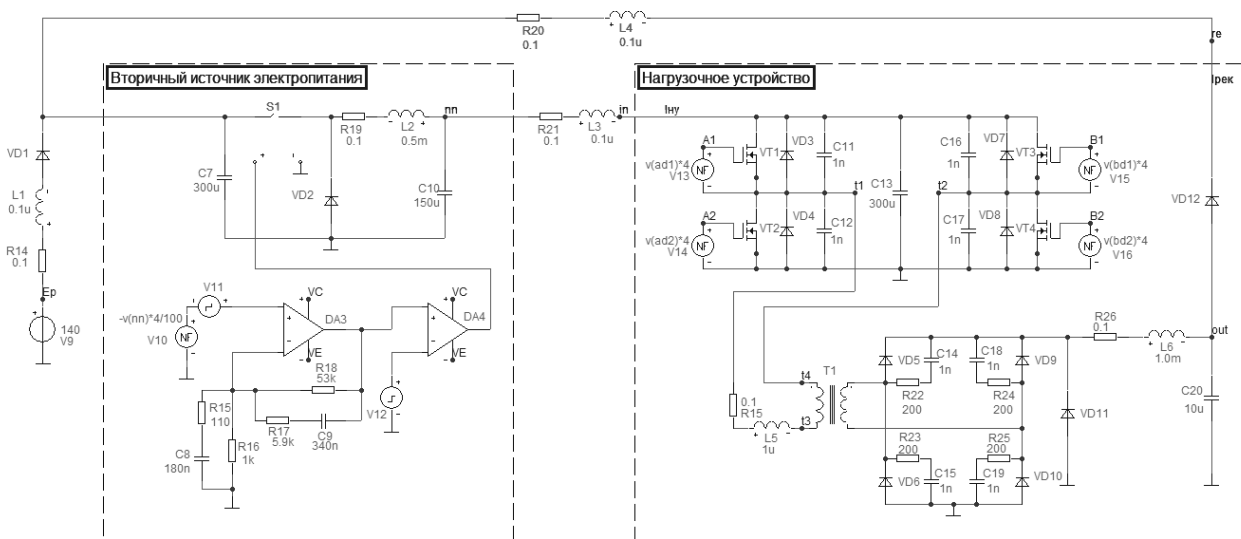 R20
0.1
L4
0.1u
re
Вторичный источник электропитания
Нагрузочное устройство
Iрек
S1
R19
0.1
L2
0.5m
nn
R21
0.1
L3
0.1u
in
Iну
VD1
L1
0.1u
R14
0.1
Ep
140
V9
C7
300u
VD2
C10
150u
A1
v(ad1)*4
NF
V13
VT1
VD3
C11
1n
t1
A2
v(ad2)*4
NF
V14
VT2
VD4
C12
1n
C13
300u
C16
1n
VD7
VT3
B1
v(bd1)*4
NF
V15
t2
C17
1n
VD8
VT4
B2
v(bd2)*4
NF
V16
VD12
V11
-v(nn)*4/100
NF
V10
VC
DA3
VE
VC
DA4
VE
V12
R18
53k
R17
5.9k
C9
340n
R15
110
C8
180n
R16
1k
0.1
R15
L5
1u
t4
t3
T1
VD5
C14
1n
R22
200
C18
1n
R24
200
VD9
R23
200
C15
1n
VD6
R25
200
C19
1n
VD10
VD11
R26
0.1
L6
1.0m
out
C20
10u